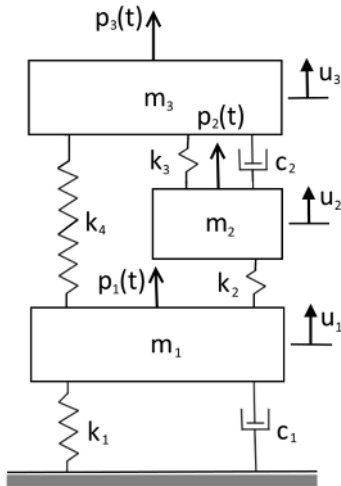 p₃(t)
m₃
u₃
p₂(t)
k₃
c₂
k₄
m₂
u₂
p₁(t)
k₂
m₁
u₁
k₁
c₁